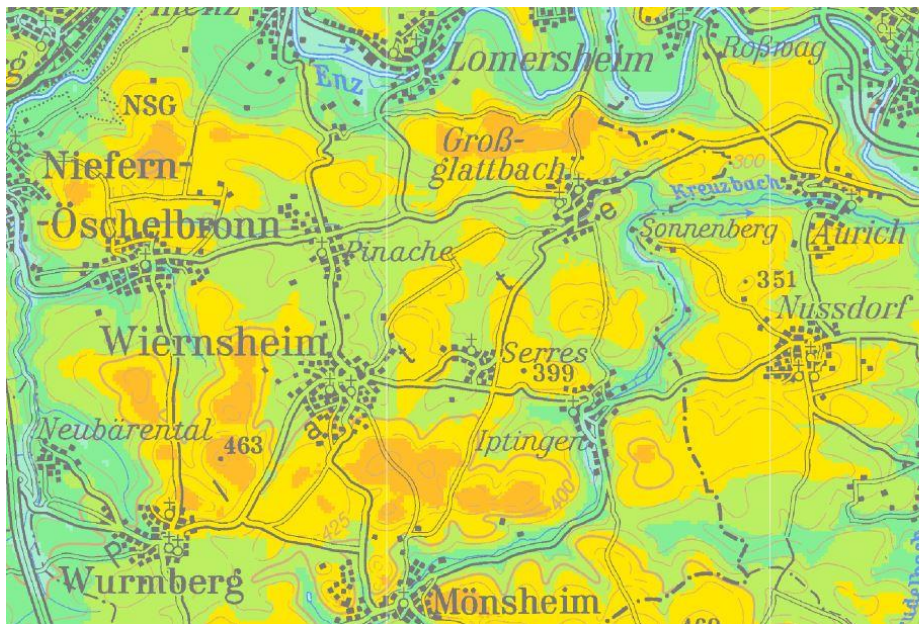 Lomersheim
Roßwag
Enz
NSG
Groß-
glattbach
300
Kreuzbach
Niefern-
-Öschelbronn
Pinache
e
Sonnenberg
Aurich
t
351
Nussdorf
Wiernsheim
t
Serres
399
a
Neubärental
463
Iptingen
400
425
P
Wurmberg
Mönsheim